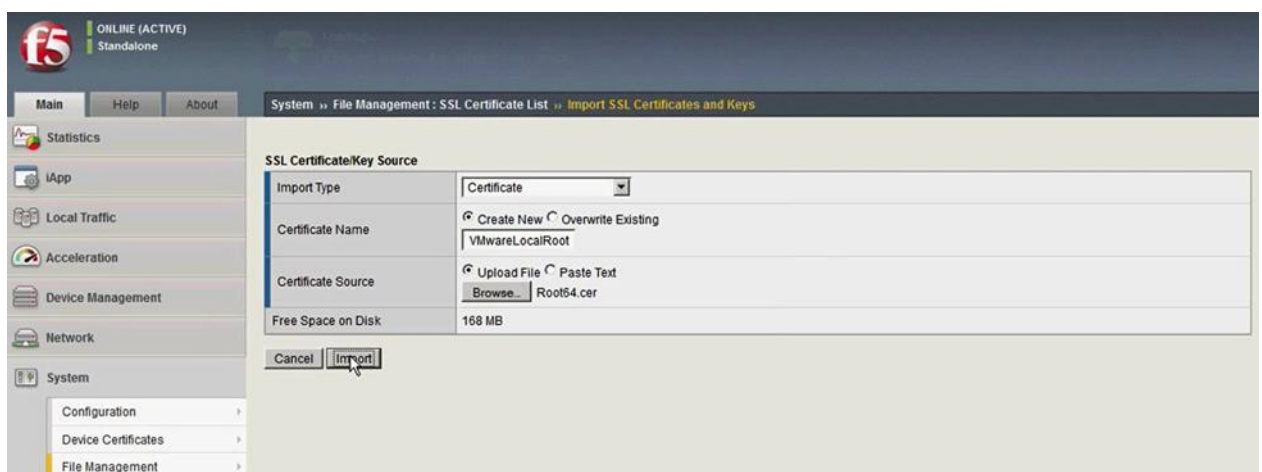 f5
ONLINE (ACTIVE)
Standalone
Main Help About
System » File Management : SSL Certificate List » Import SSL Certificates and Keys
Statistics
iApp
Local Traffic
Acceleration
Device Management
Network
System
Configuration
Device Certificates
File Management
SSL Certificate/Key Source
Import Type Certificate
Certificate Name Create New Overwrite Existing
VMwareLocalRoot
Certificate Source Upload File Paste Text
Browse... Root64.cer
Free Space on Disk 168 MB
Cancel Import